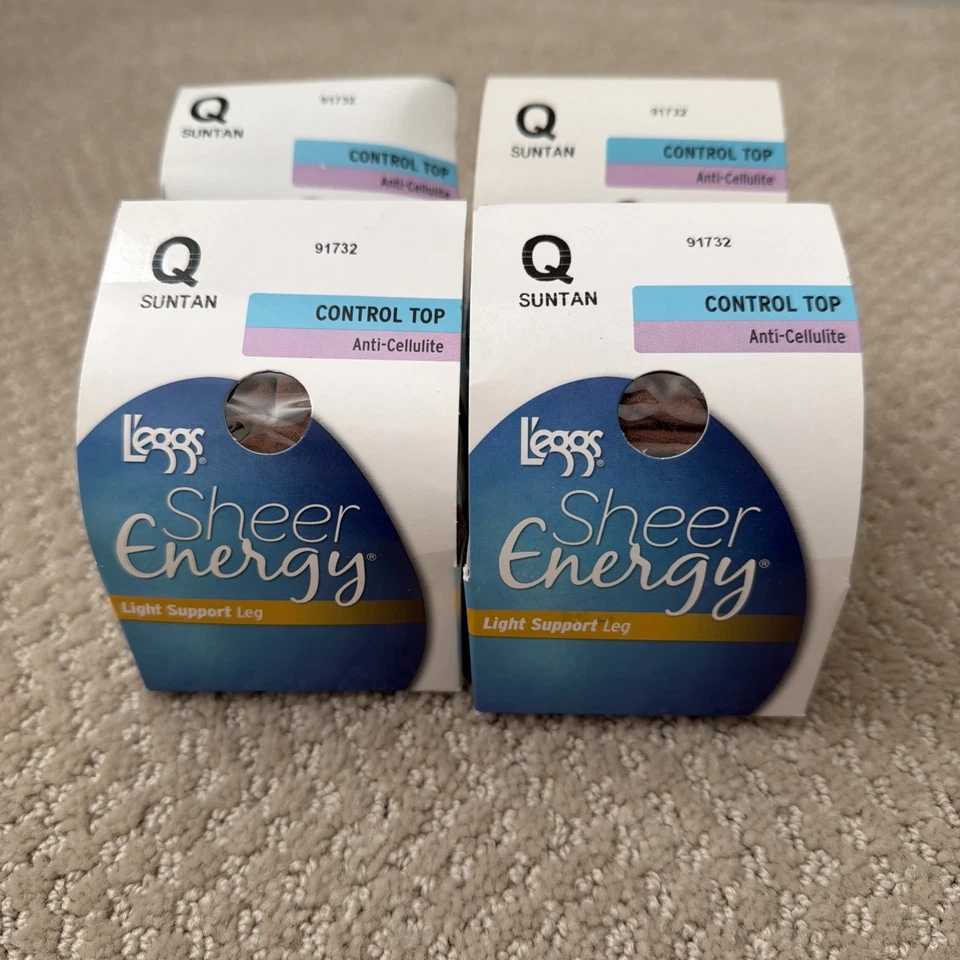 Q
SUNTAN
91732
CONTROL TOP
Anti-Cellulite
Q
SUNTAN
91732
CONTROL TOP
Anti-Cellulite
Q
SUNTAN
91732
CONTROL TOP
Anti-Cellulite
L'eggs®
Sheer
Energy®
Light Support Leg
Q
SUNTAN
91732
CONTROL TOP
Anti-Cellulite
L'eggs®
Sheer
Energy®
Light Support Leg